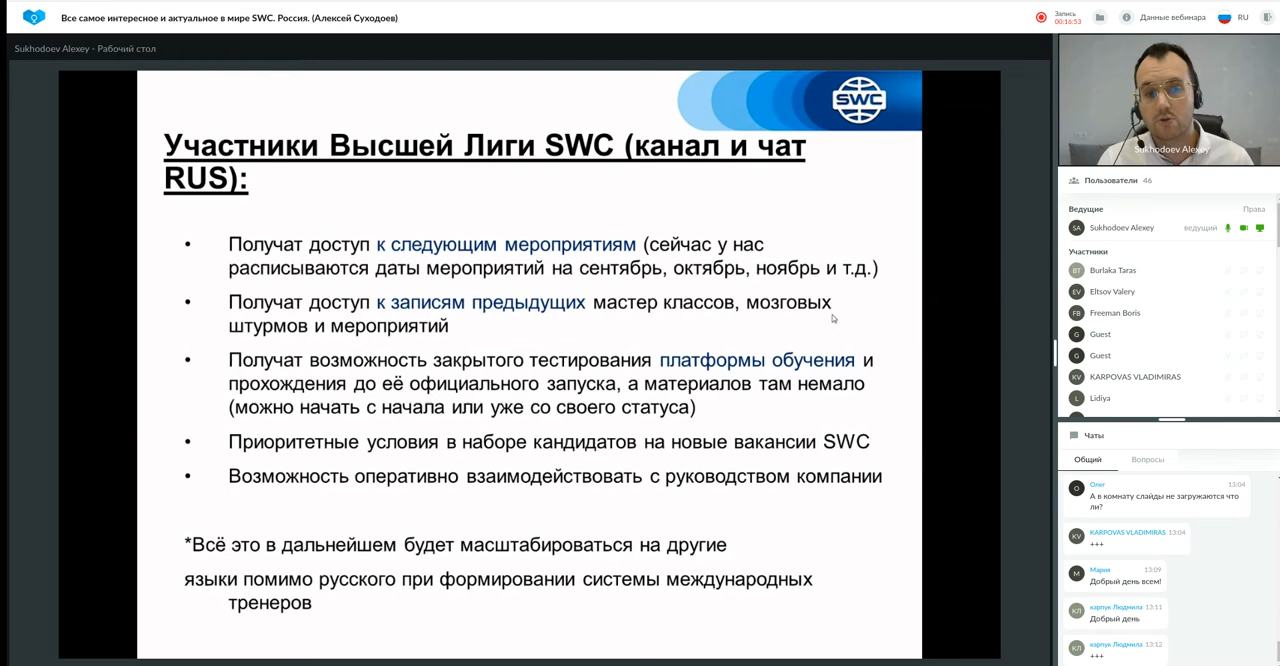 Все самое интересное и актуальное в мире SWC. Россия. (Алексей Суходоев)
Запись
00:16:53
Данные вебинара
RU
Sukhodoev Alexey - Рабочий стол
SWC
Участники Высшей Лиги SWC (канал и чат
RUS):
• Получат доступ к следующим мероприятиям (сейчас у нас
расписываются даты мероприятий на сентябрь, октябрь, ноябрь и т.д.)
• Получат доступ к записям предыдущих мастер классов, мозговых
штурмов и мероприятий
• Получат возможность закрытого тестирования платформы обучения и
прохождения до её официального запуска, а материалов там немало
(можно начать с начала или уже со своего статуса)
• Приоритетные условия в наборе кандидатов на новые вакансии SWC
• Возможность оперативно взаимодействовать с руководством компании
*Всё это в дальнейшем будет масштабироваться на другие
языки помимо русского при формировании системы международных
тренеров
Sukhodoev Alexey
Пользователи 46
Ведущие Права
SA Sukhodoev Alexey ведущий
Участники
BT Burlaka Taras
EV Eltsov Valery
FB Freeman Boris
G Guest
G Guest
KV KARPOVAS VLADIMIRAS
L Lidiya
Чаты
Общий Вопросы
О Олег 13:04
А в комнату слайды не загружаются что
ли?
KV KARPOVAS VLADIMIRAS 13:04
+++
М Мария 13:09
Добрый день всем!
КЛ карпук Людмила 13:11
Добрый день
КЛ карпук Людмила 13:12
+++